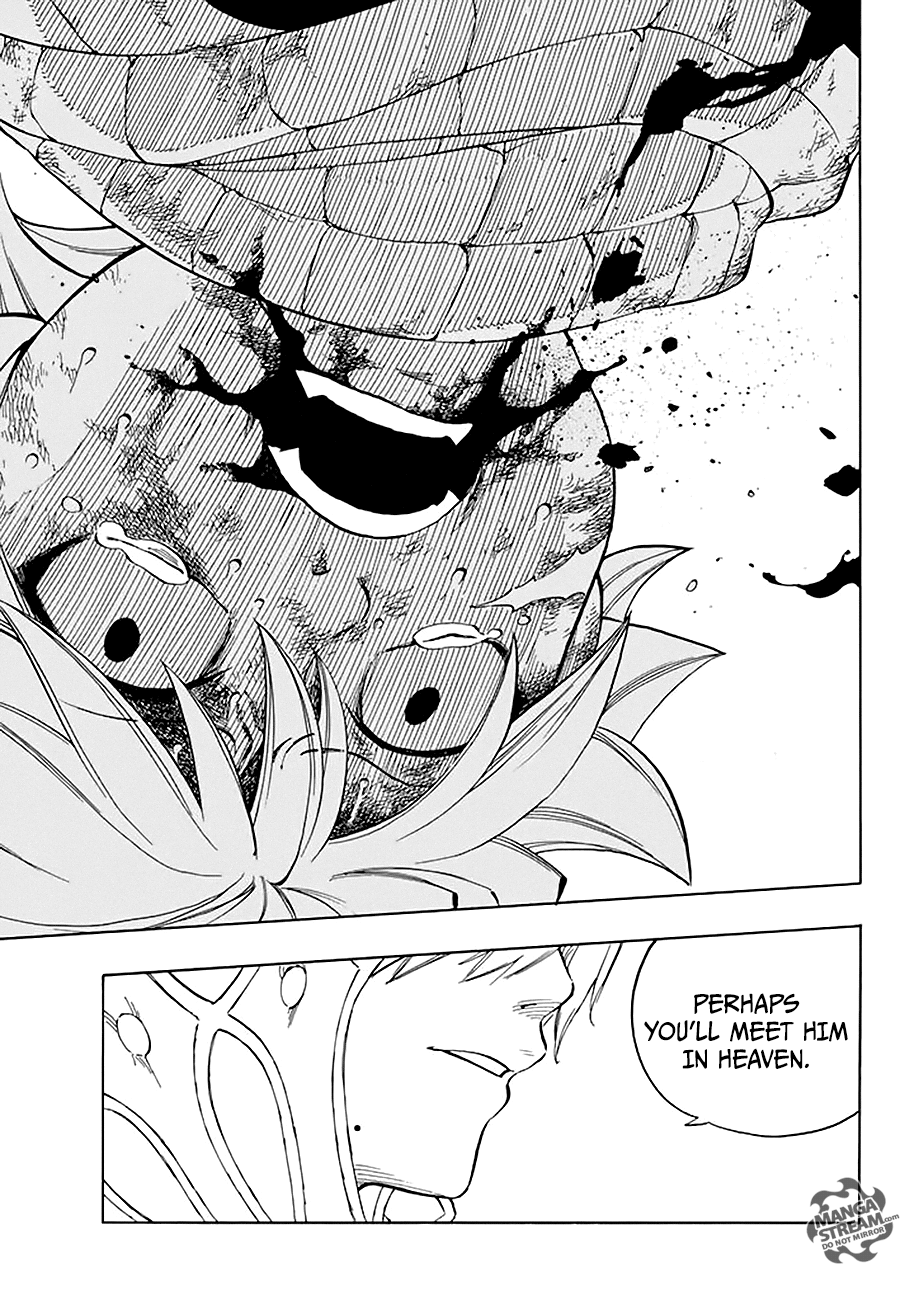 PERHAPS
YOU'LL MEET HIM
IN HEAVEN.
MANGA
STREAM.com
DO NOT MIRROR